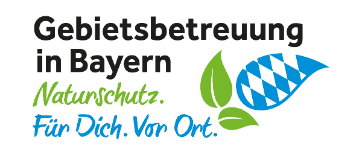 Gebietsbetreuung
in Bayern
Naturschutz.
Für Dich. Vor Ort.